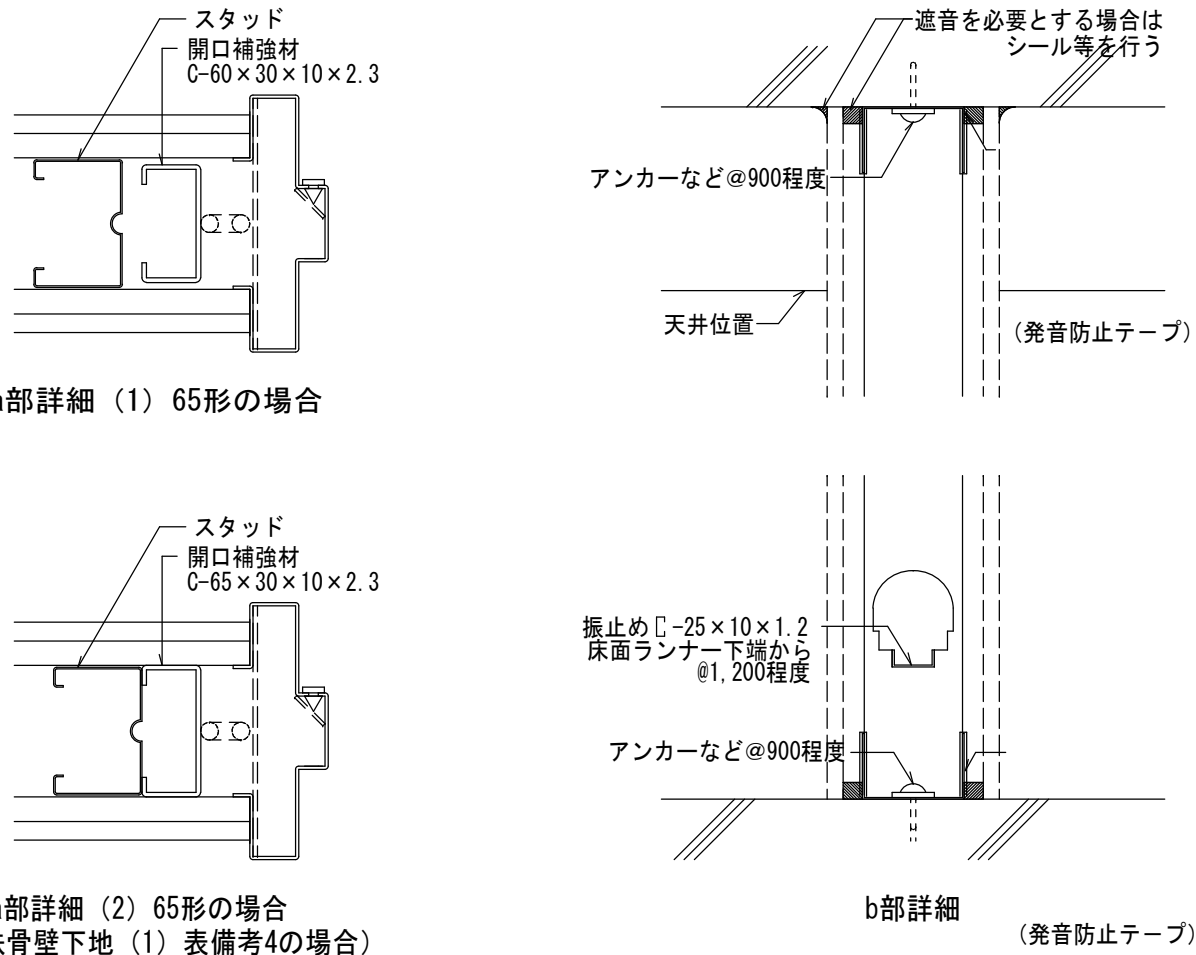 スタッド
開口補強材
C-60×30×10×2.3
a部詳細（1）65形の場合
遮音を必要とする場合は
シール等を行う
アンカーなど@900程度
天井位置
（発音防止テープ）
スタッド
開口補強材
C-65×30×10×2.3
部詳細（2）65形の場合
骨壁下地（1）表備考4の場合）
振止め［-25×10×1.2
床面ランナー下端から
@1,200程度
アンカーなど@900程度
b部詳細
（発音防止テープ）